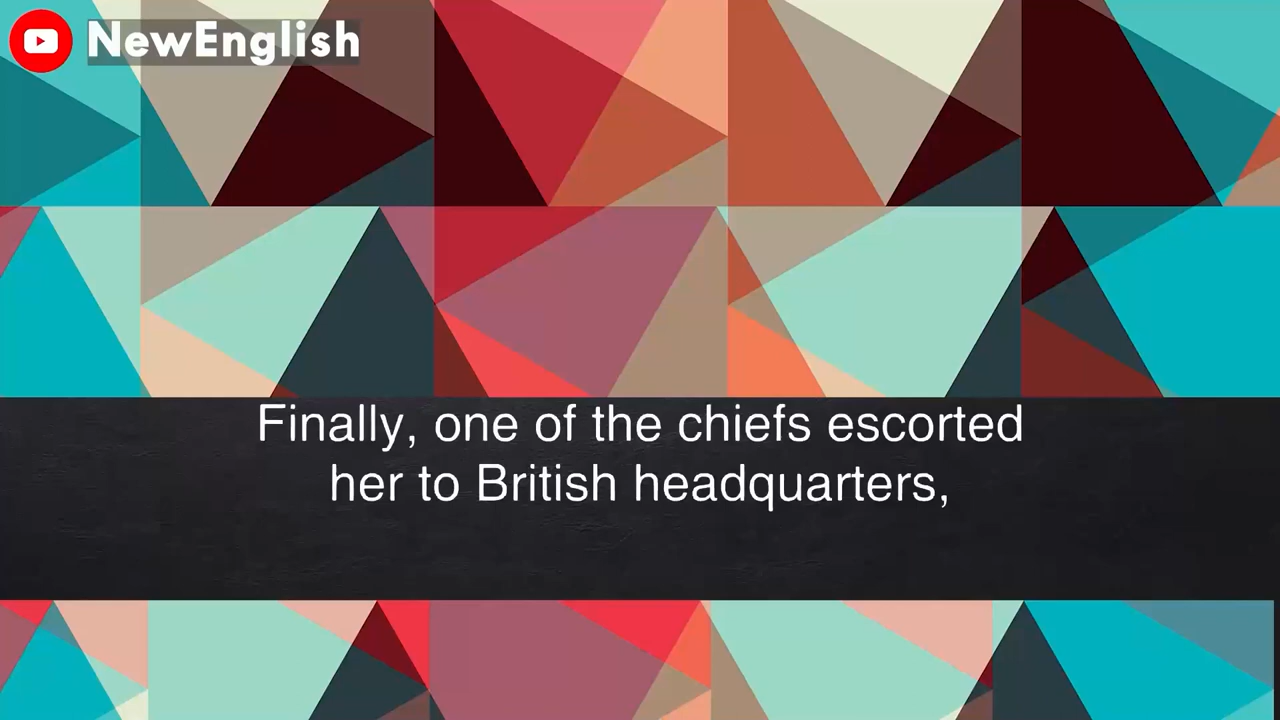 NewEnglish
Finally, one of the chiefs escorted
her to British headquarters,